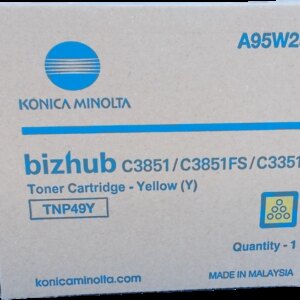 A95W2
KONICA MINOLTA
bizhub C3851/C3851FS/C3351
Toner Cartridge - Yellow (Y)
TNP49Y
Quantity - 1
konicaminolta.com
MADE IN MALAYSIA